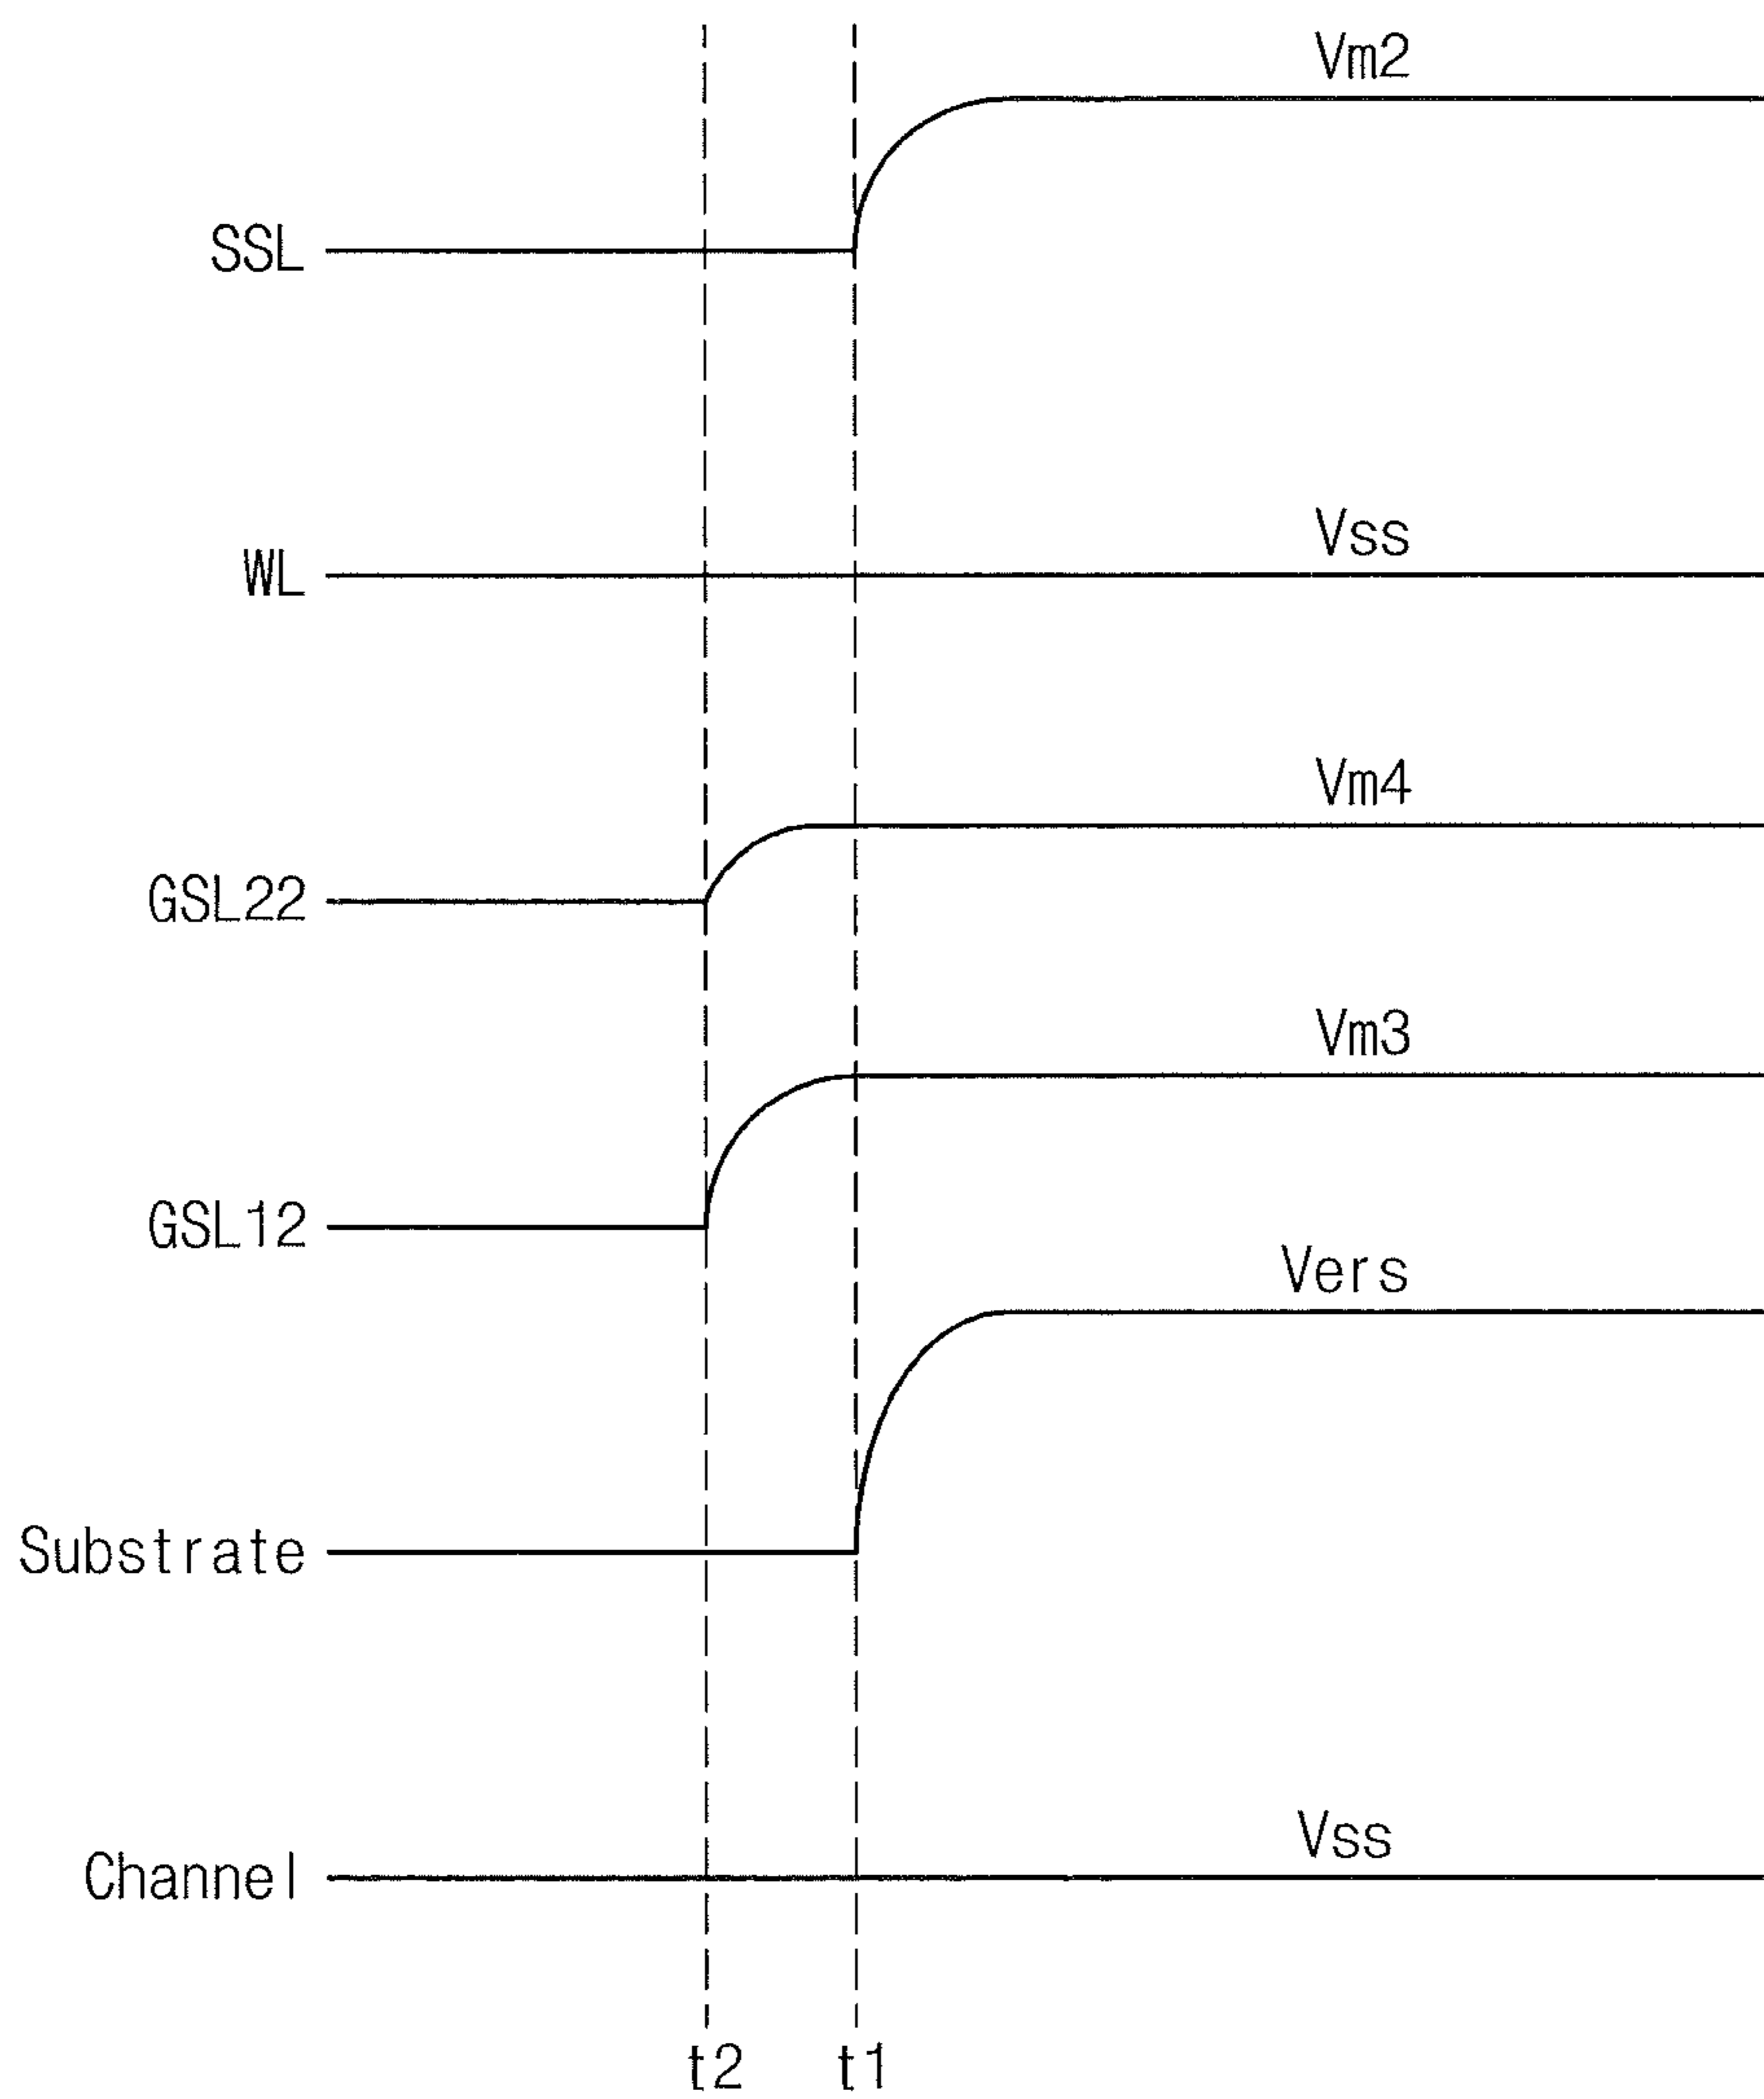 Vm2
SSL
Vss
WL
Vm4
GSL22
Vm3
GSL12
Vers
Substrate
Vss
Channel
t2 t1